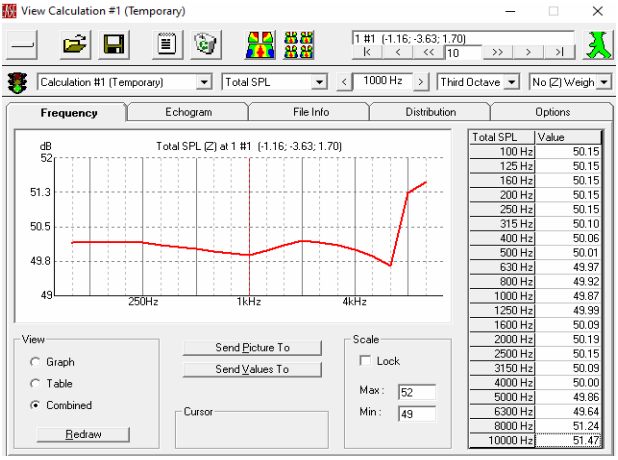 View Calculation #1 (Temporary)
1 #1 (-1.16; -3.63; 1.70)
K < << 10 >> > >|
Calculation #1 (Temporary) Total SPL < 1000 Hz > Third Octave No (Z) Weigh
Frequency Echogram File Info Distribution Options
dB Total SPL (Z) at 1 #1 (-1.16; -3.63; 1.70)
52
51.3
50.5
49.8
49
250Hz 1kHz 4kHz
Total SPL Value
100 Hz 50.15
125 Hz 50.15
160 Hz 50.15
200 Hz 50.15
250 Hz 50.15
315 Hz 50.10
400 Hz 50.06
500 Hz 50.01
630 Hz 49.97
800 Hz 49.92
1000 Hz 49.87
1250 Hz 49.99
1600 Hz 50.09
2000 Hz 50.19
2500 Hz 50.15
3150 Hz 50.09
4000 Hz 50.00
5000 Hz 49.86
6300 Hz 49.64
8000 Hz 51.24
10000 Hz 51.47
View
Graph
Table
Combined
Redraw
Send Picture To
Send Values To
Cursor
Scale
Lock
Max : 52
Min : 49